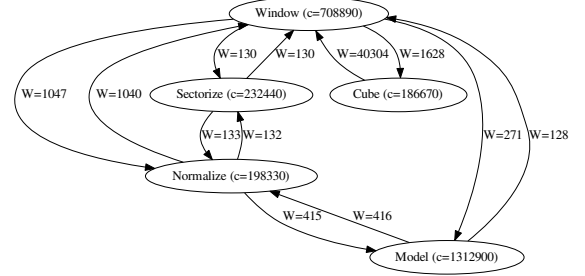 Window (c=708890)
W=130
W=130
W=40304
W=1628
W=1047
W=1040
Sectorize (c=232440)
Cube (c=186670)
W=133
W=132
W=271
W=128
Normalize (c=198330)
W=415
W=416
Model (c=1312900)